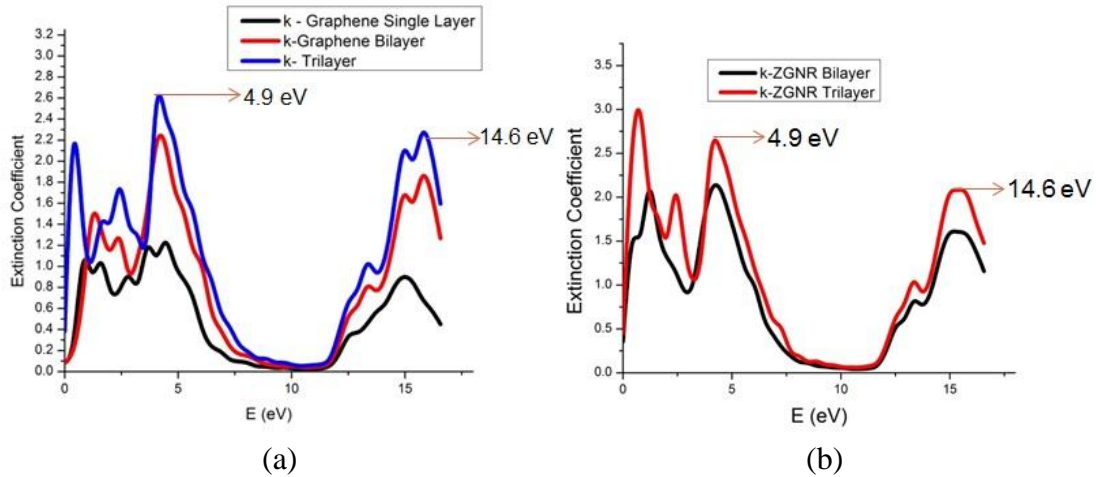 k - Graphene Single Layer
k-Graphene Bilayer
k- Trilayer
3.2
3.0
2.8
2.6
2.4
2.2
2.0
1.8
1.6
1.4
1.2
1.0
0.8
0.6
0.4
0.2
0.0
Extinction Coefficient
4.9 eV
14.6 eV
0
5
10
15
E (eV)
(a)
k-ZGNR Bilayer
k-ZGNR Trilayer
3.5
3.0
2.5
2.0
1.5
1.0
0.5
0.0
Extinction Coefficient
4.9 eV
14.6 eV
0
5
10
15
E (eV)
(b)